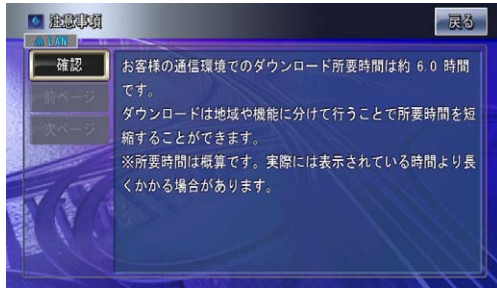 注意事項
戻る
LAN
確認
前ページ
次ページ
お客様の通信環境でのダウンロード所要時間は約 6.0 時間
です。
ダウンロードは地域や機能に分けて行うことで所要時間を短
縮することができます。
※所要時間は概算です。実際には表示されている時間より長
くかかる場合があります。